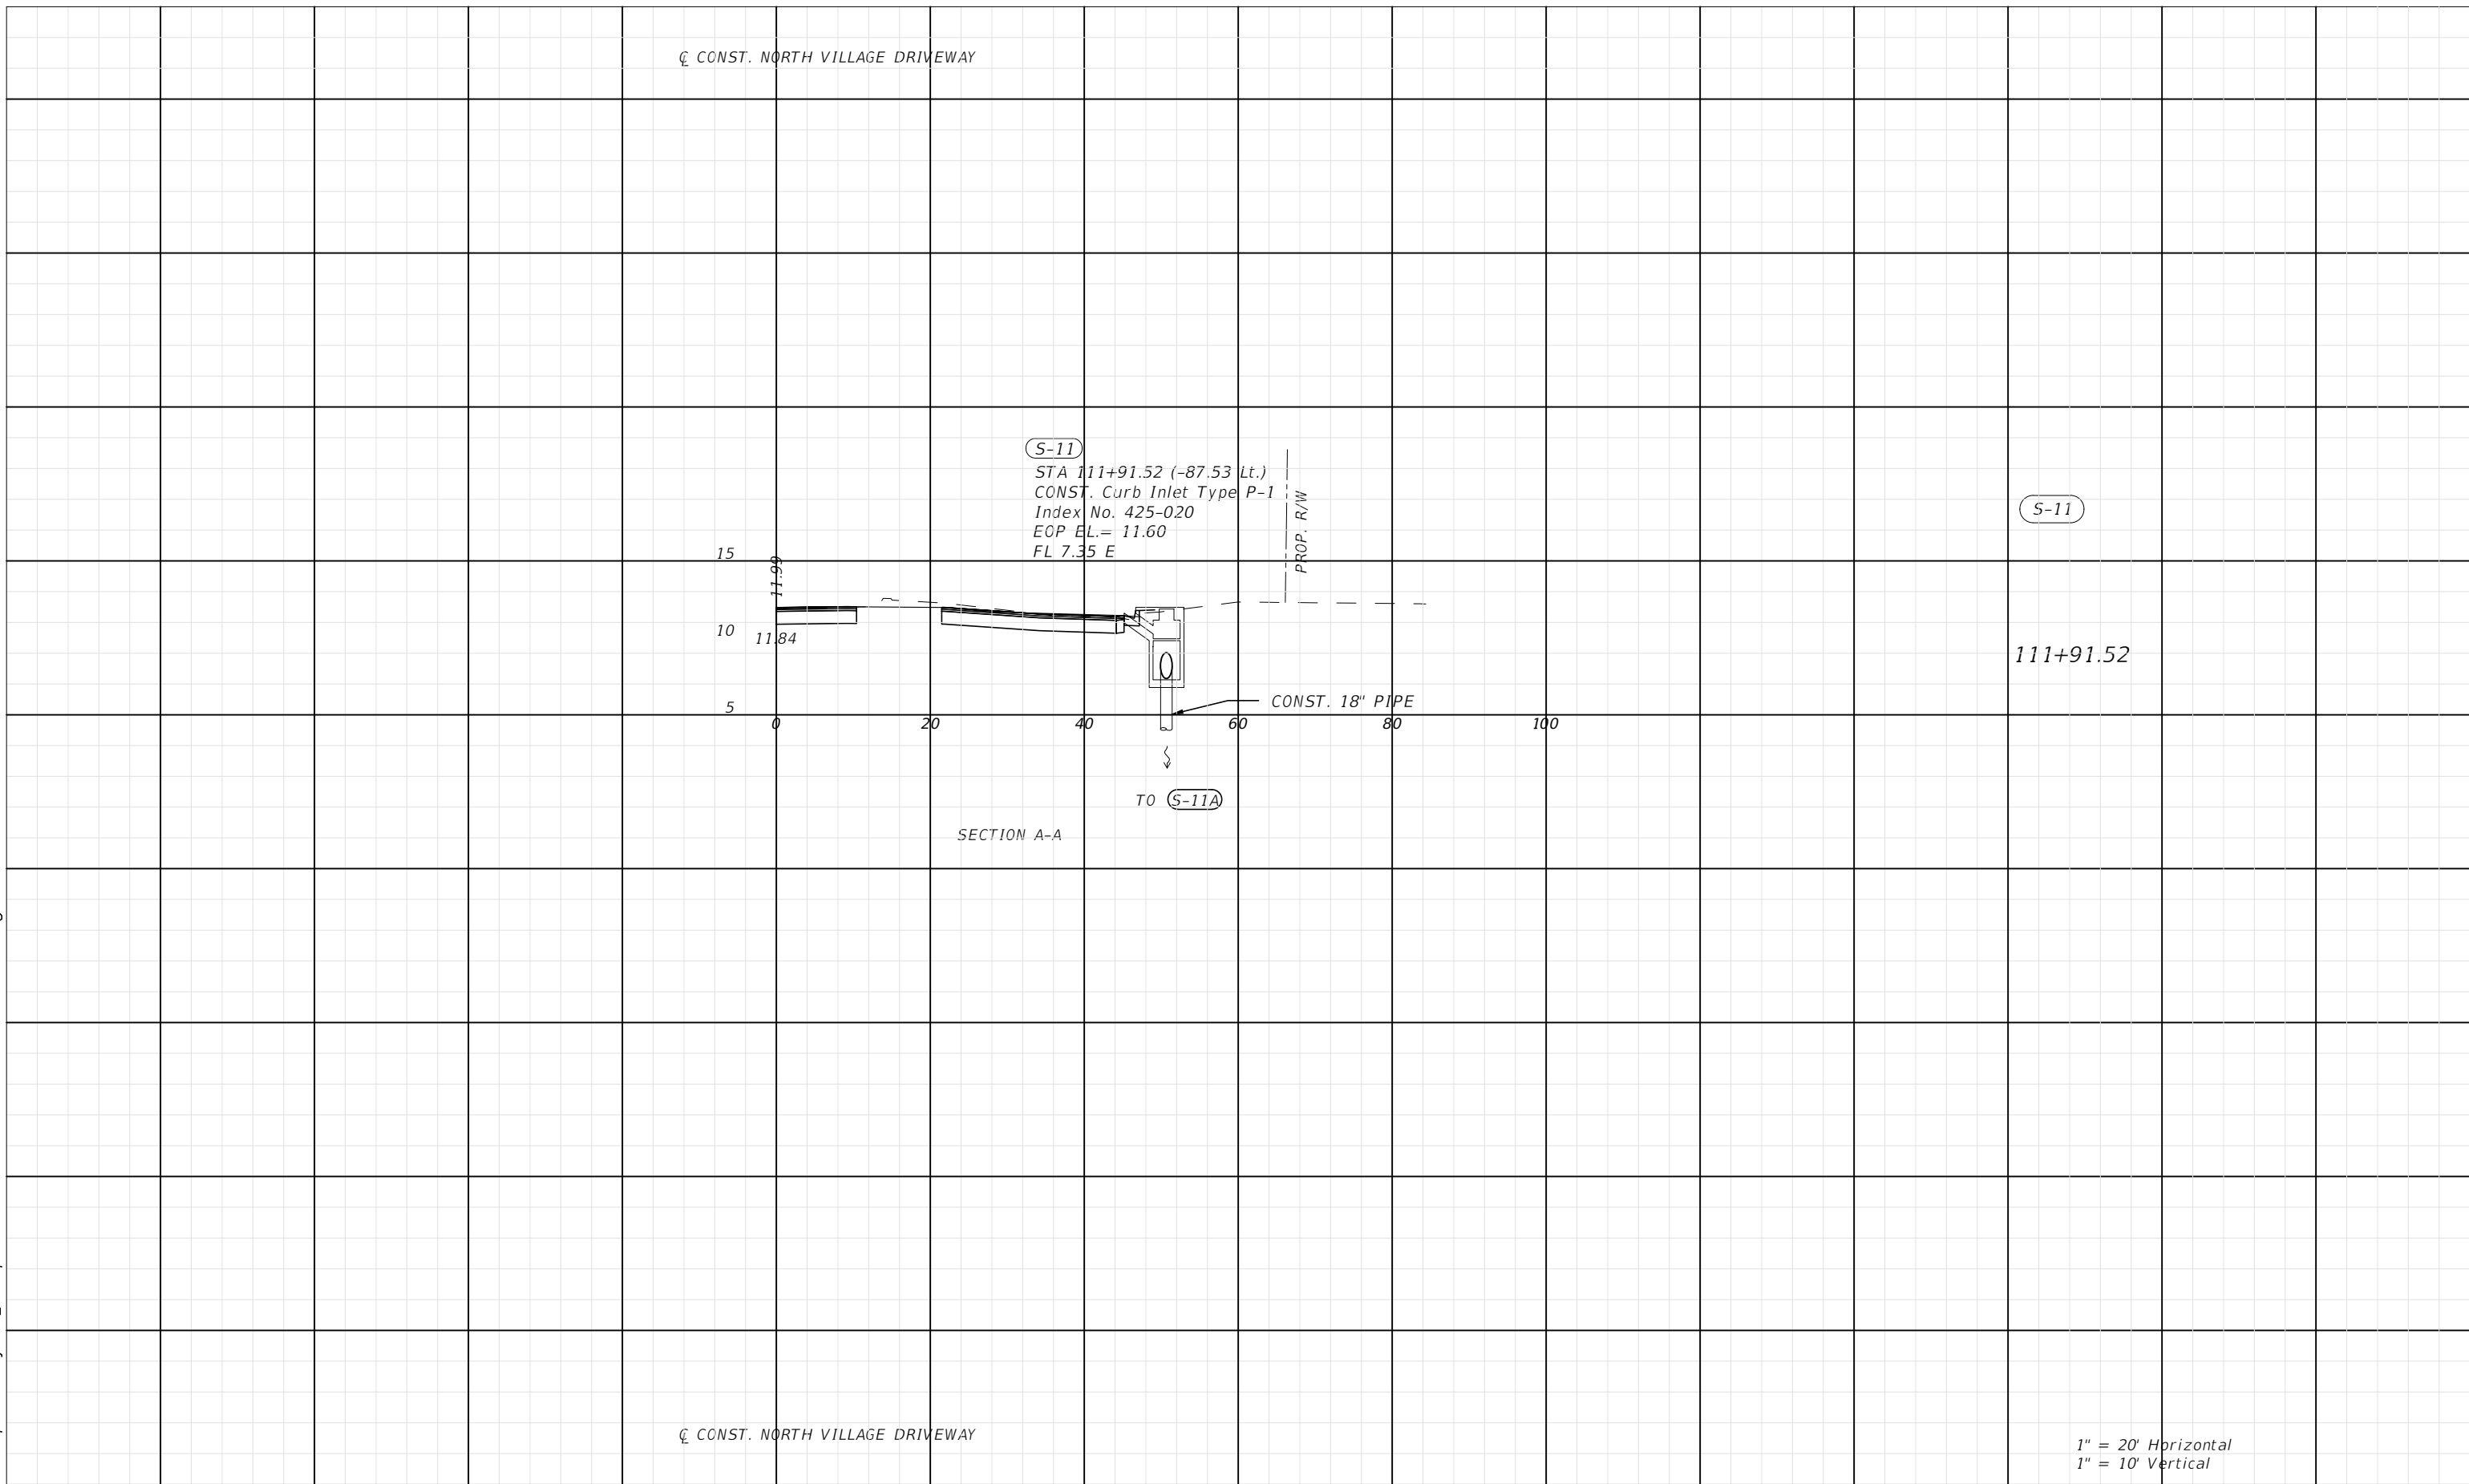 ℄ CONST. NORTH VILLAGE DRIVEWAY
S-11
STA 111+91.52 (-87.53 Lt.)
CONST. Curb Inlet Type P-1
Index No. 425-020
EOP EL.= 11.60
FL 7.35 E
PROP. R/W
S-11
15
11.99
10
11.84
111+91.52
5
CONST. 18" PIPE
0 20 40 60 80 100
TO S-11A
SECTION A-A
℄ CONST. NORTH VILLAGE DRIVEWAY
1" = 20' Horizontal
1" = 10' Vertical